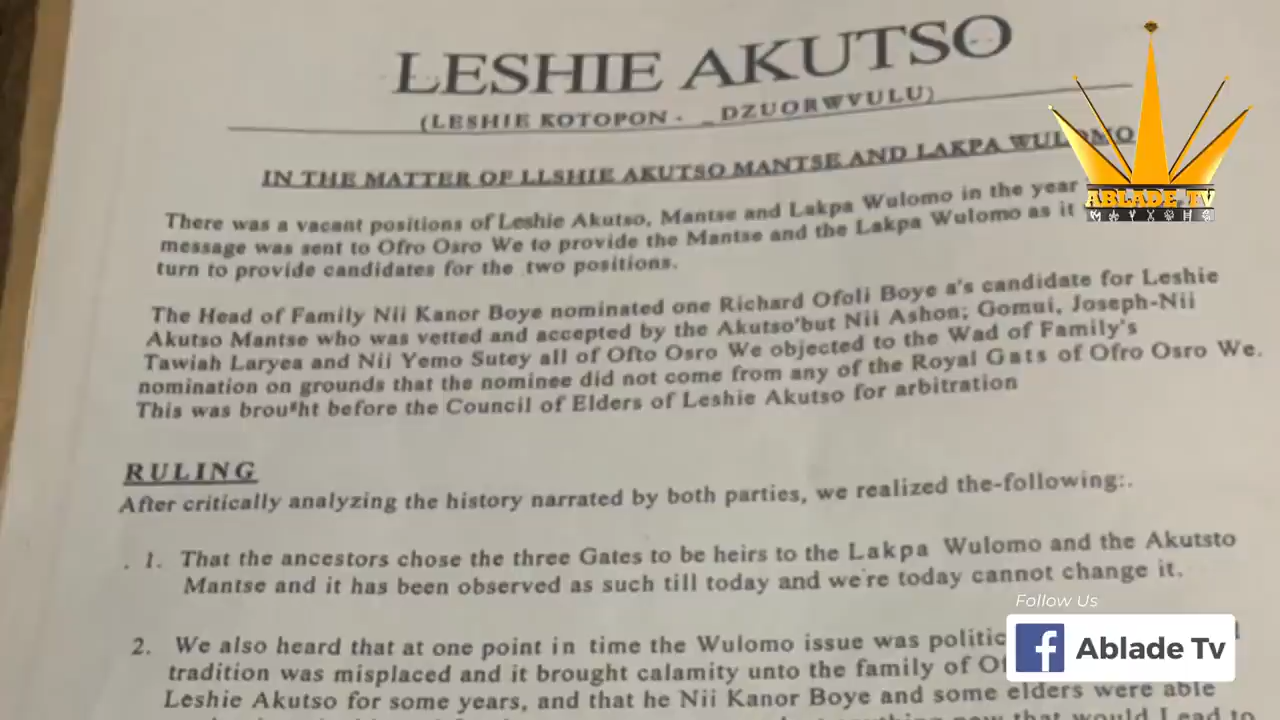 LESHIE AKUTSO
(LESHIE KOTOPON - _ DZUORWVULU)
IN THE MATTER OF LLSHIE AKUTSO MANTSE AND LAKPA WULOMO
There was a vacant positions of Leshie Akutso, Mantse and Lakpa Wulomo in the year
message was sent to Ofro Osro We to provide the Mantse and the Lakpa Wulomo as it
turn to provide candidates for the two positions.
The Head of Family Nii Kanor Boye nominated one Richard Ofoli Boye a's candidate for Leshie
Akutso Mantse who was vetted and accepted by the Akutso'but Nii Ashon; Gomui, Joseph-Nii
Tawiah Laryea and Nii Yemo Sutey all of Ofto Osro We objected to the Wad of Family's
nomination on grounds that the nominee did not come from any of the Royal Gats of Ofro Osro We.
This was brou*ht before the Council of Elders of Leshie Akutso for arbitration
RULING
After critically analyzing the history narrated by both parties, we realized the-following:.
. 1. That the ancestors chose the three Gates to be heirs to the Lakpa Wulomo and the Akutsto
Mantse and it has been observed as such till today and we're today cannot change it.
2. We also heard that at one point in time the Wulomo issue was
tradition was misplaced and it brought calamity unto the family of
Leshie Akutso for some years, and that he Nii Kanor Boye and some elders were able
now that would Lead to
ABLADE TV
Follow Us
Ablade Tv